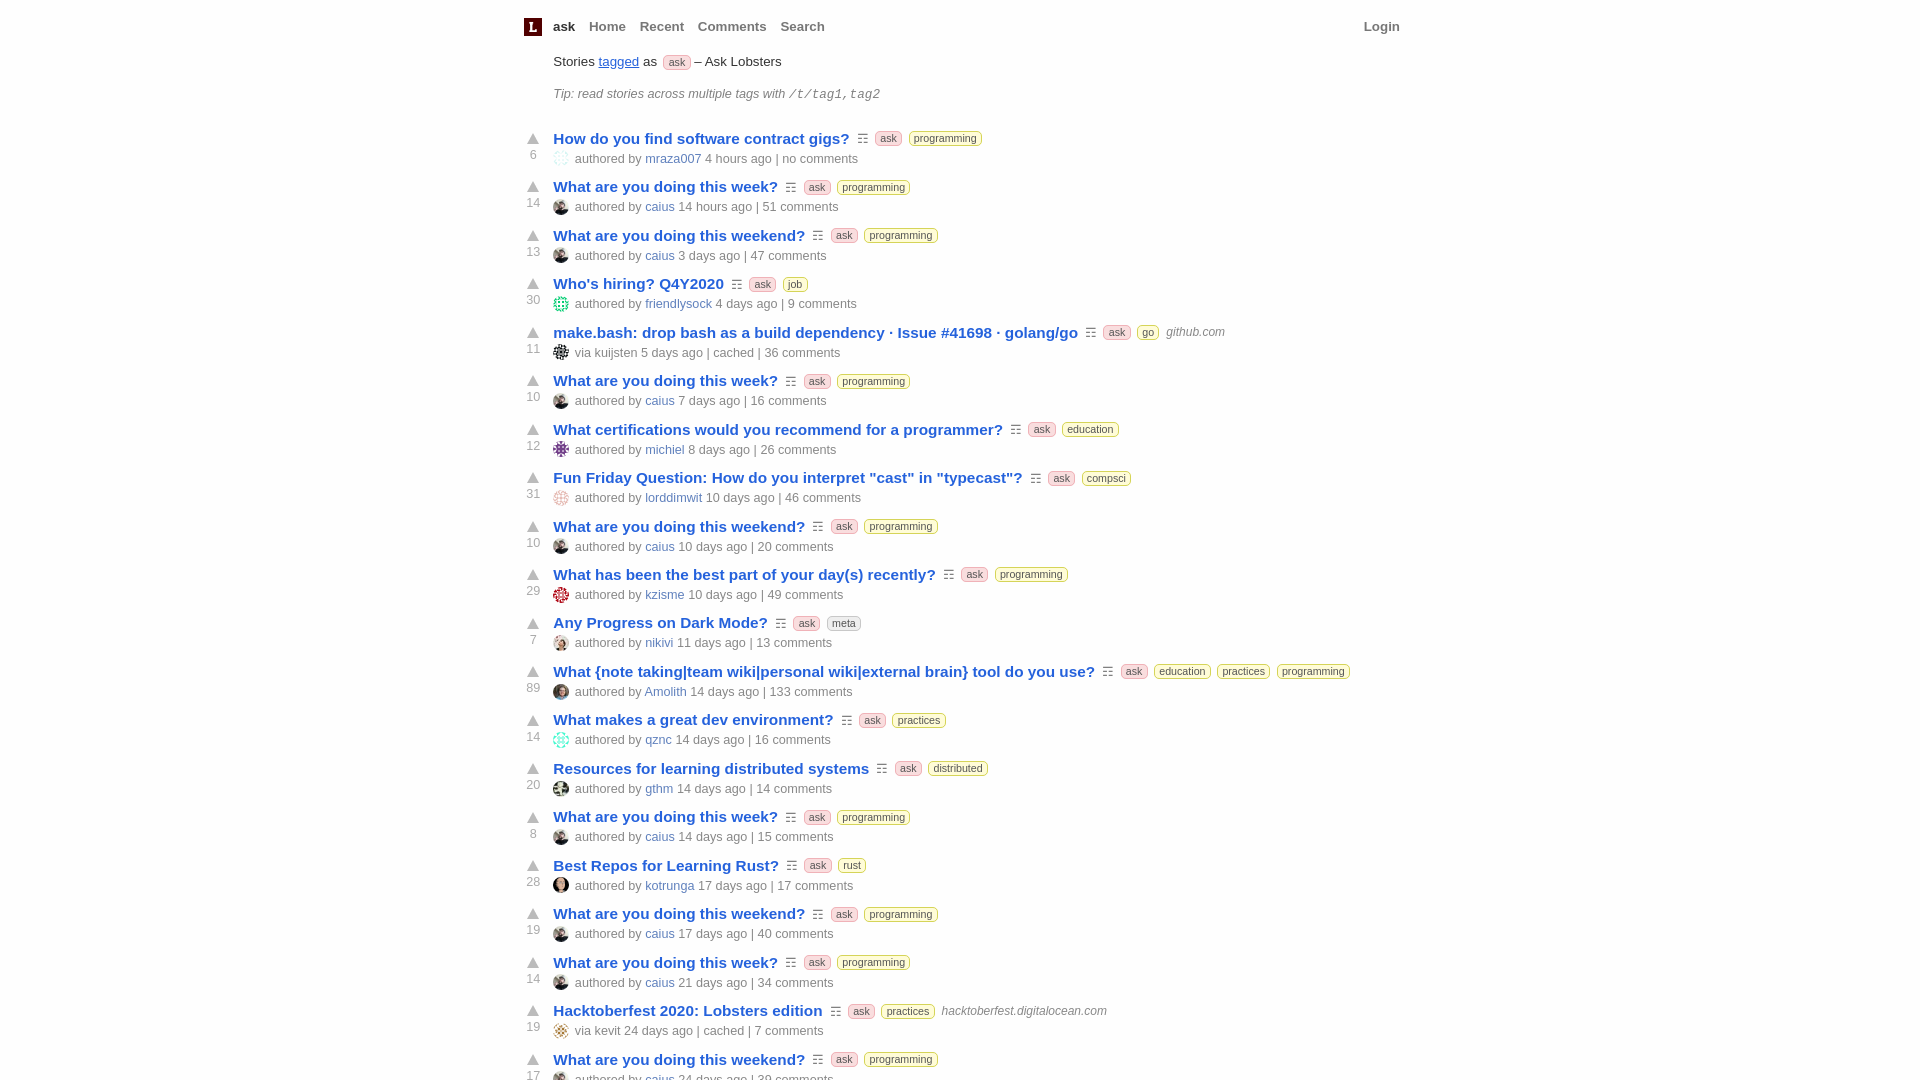 L ask Home Recent Comments Search Login
Stories tagged as ask – Ask Lobsters
Tip: read stories across multiple tags with /t/tag1,tag2
How do you find software contract gigs? ☶ ask programming
6 authored by mraza007 4 hours ago | no comments
What are you doing this week? ☶ ask programming
14 authored by caius 14 hours ago | 51 comments
What are you doing this weekend? ☶ ask programming
13 authored by caius 3 days ago | 47 comments
Who's hiring? Q4Y2020 ☶ ask job
30 authored by friendlysock 4 days ago | 9 comments
make.bash: drop bash as a build dependency · Issue #41698 · golang/go ☶ ask go github.com
11 via kuijsten 5 days ago | cached | 36 comments
What are you doing this week? ☶ ask programming
10 authored by caius 7 days ago | 16 comments
What certifications would you recommend for a programmer? ☶ ask education
12 authored by michiel 8 days ago | 26 comments
Fun Friday Question: How do you interpret "cast" in "typecast"? ☶ ask compsci
31 authored by lorddimwit 10 days ago | 46 comments
What are you doing this weekend? ☶ ask programming
10 authored by caius 10 days ago | 20 comments
What has been the best part of your day(s) recently? ☶ ask programming
29 authored by kzisme 10 days ago | 49 comments
Any Progress on Dark Mode? ☶ ask meta
7 authored by nikivi 11 days ago | 13 comments
What {note taking|team wiki|personal wiki|external brain} tool do you use? ☶ ask education practices programming
89 authored by Amolith 14 days ago | 133 comments
What makes a great dev environment? ☶ ask practices
14 authored by qznc 14 days ago | 16 comments
Resources for learning distributed systems ☶ ask distributed
20 authored by gthm 14 days ago | 14 comments
What are you doing this week? ☶ ask programming
8 authored by caius 14 days ago | 15 comments
Best Repos for Learning Rust? ☶ ask rust
28 authored by kotrunga 17 days ago | 17 comments
What are you doing this weekend? ☶ ask programming
19 authored by caius 17 days ago | 40 comments
What are you doing this week? ☶ ask programming
14 authored by caius 21 days ago | 34 comments
Hacktoberfest 2020: Lobsters edition ☶ ask practices hacktoberfest.digitalocean.com
19 via kevit 24 days ago | cached | 7 comments
What are you doing this weekend? ☶ ask programming
17 authored by caius 24 days ago | 39 comments